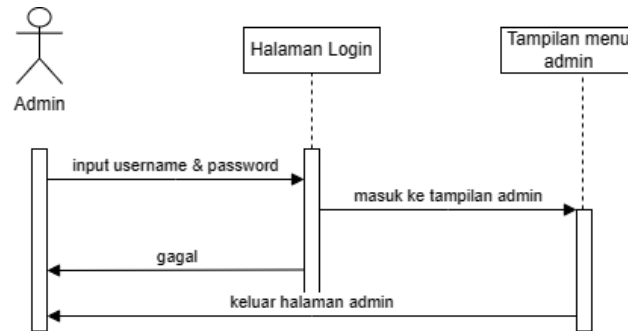 Halaman Login
Tampilan menu
admin
Admin
input username & password
masuk ke tampilan admin
gagal
keluar halaman admin